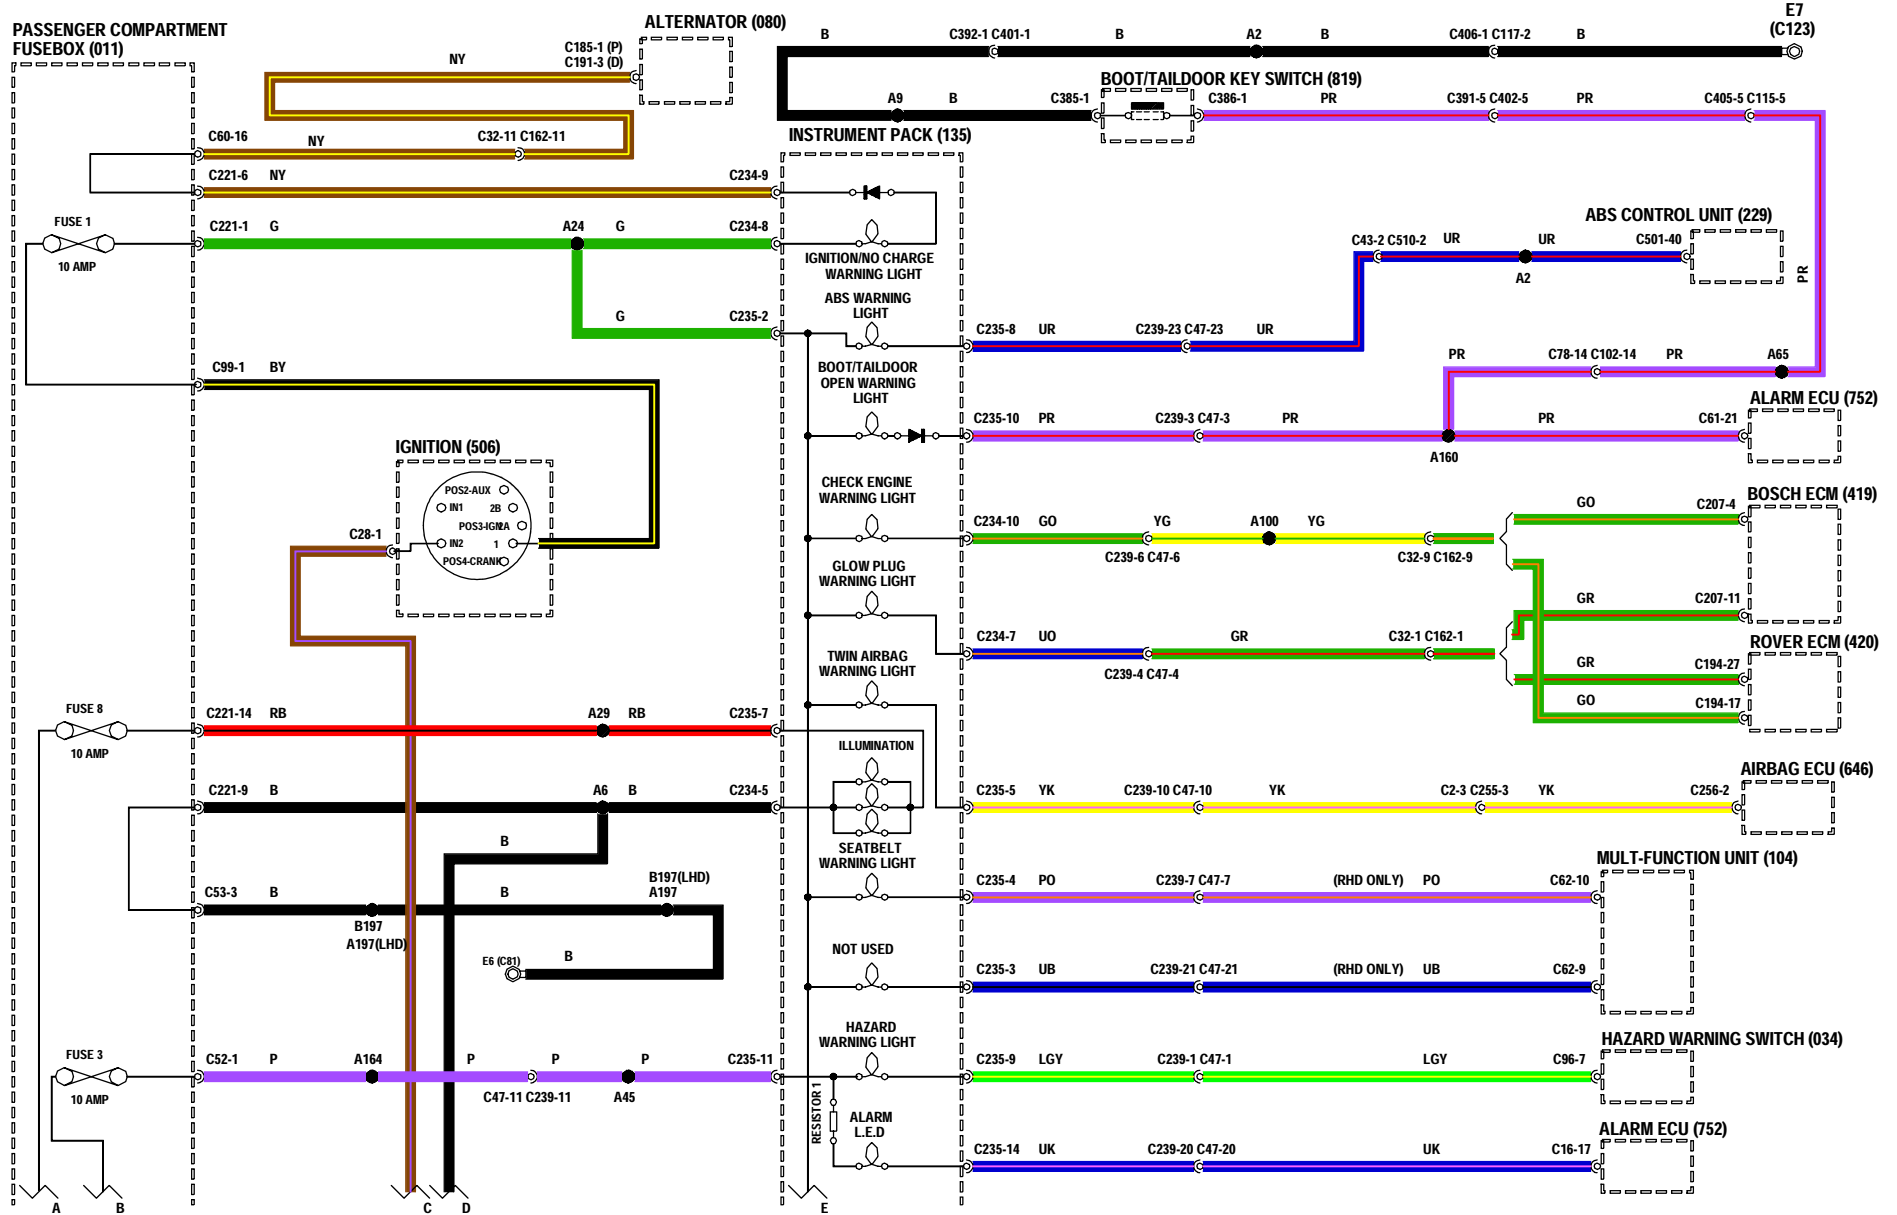 PASSENGER COMPARTMENT
FUSEBOX (011)
ALTERNATOR (080)
C185-1 (P)
C191-3 (D)
NY
C60-16
NY
C32-11 C162-11
C221-6 NY
C234-9
FUSE 1
10 AMP
C221-1 G
A24
G
C234-8
G
C235-2
C99-1 BY
IGNITION (506)
POS2-AUX
IN1
2B
POS3-IGN
2A
IN2
1
POS4-CRANK
C28-1
FUSE 8
10 AMP
C221-14 RB
A29 RB
C235-7
C221-9 B
A6 B
C234-5
B
C53-3 B
B
B197(LHD)
A197
B197
A197(LHD)
E6 (C81)
B
FUSE 3
10 AMP
C52-1 P
A164
P
P
P
C235-11
C47-11 C239-11
A45
A
B
C
D
E
INSTRUMENT PACK (135)
IGNITION/NO CHARGE
WARNING LIGHT
ABS WARNING
LIGHT
BOOT/TAILDOOR
OPEN WARNING
LIGHT
CHECK ENGINE
WARNING LIGHT
GLOW PLUG
WARNING LIGHT
TWIN AIRBAG
WARNING LIGHT
ILLUMINATION
SEATBELT
WARNING LIGHT
NOT USED
HAZARD
WARNING LIGHT
RESISTOR 1
ALARM
L.E.D
B
C392-1 C401-1
B
A2
B
C406-1 C117-2
B
E7
(C123)
A9
B
C385-1
BOOT/TAILDOOR KEY SWITCH (819)
C386-1
PR
C391-5 C402-5
PR
C405-5 C115-5
PR
ABS CONTROL UNIT (229)
C43-2 C510-2 UR
UR
C501-40
A2
C235-8 UR
C239-23 C47-23
UR
PR
C78-14 C102-14
PR
A65
ALARM ECU (752)
C235-10 PR
C239-3 C47-3
PR
PR
C61-21
A160
BOSCH ECM (419)
GO
C207-4
C234-10 GO
YG
A100
YG
C239-6 C47-6
C32-9 C162-9
GR
C207-11
ROVER ECM (420)
C234-7 UO
GR
C32-1 C162-1
C239-4 C47-4
GR
C194-27
GO
C194-17
AIRBAG ECU (646)
C235-5 YK
C239-10 C47-10
YK
C2-3 C255-3
YK
C256-2
MULT-FUNCTION UNIT (104)
C235-4 PO
C239-7 C47-7
(RHD ONLY) PO
C62-10
C235-3 UB
C239-21 C47-21
(RHD ONLY) UB
C62-9
HAZARD WARNING SWITCH (034)
C235-9 LGY
C239-1 C47-1
LGY
C96-7
ALARM ECU (752)
C235-14 UK
C239-20 C47-20
UK
C16-17